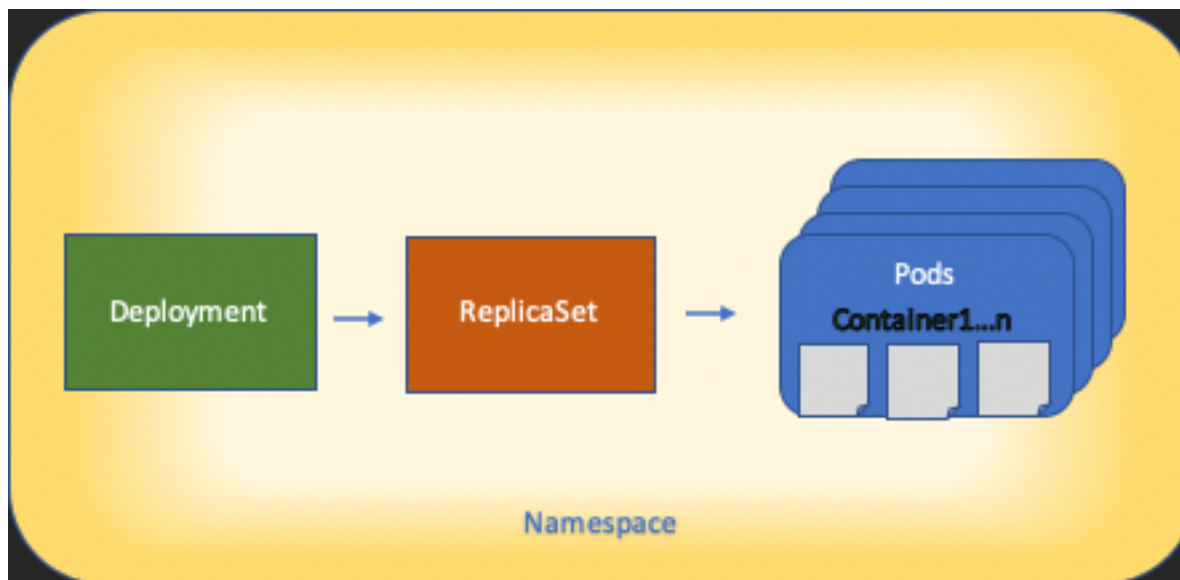 Deployment
ReplicaSet
Pods
Container1...n
Namespace